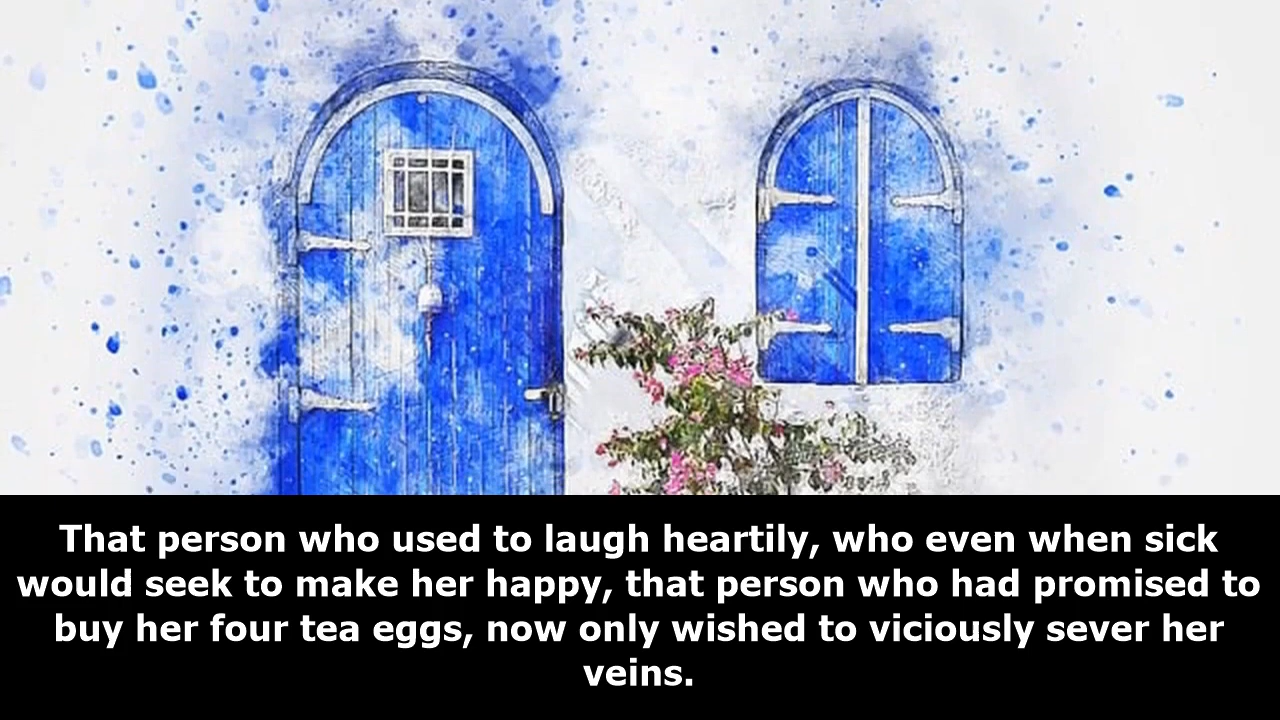 That person who used to laugh heartily, who even when sick
would seek to make her happy, that person who had promised to
buy her four tea eggs, now only wished to viciously sever her
veins.